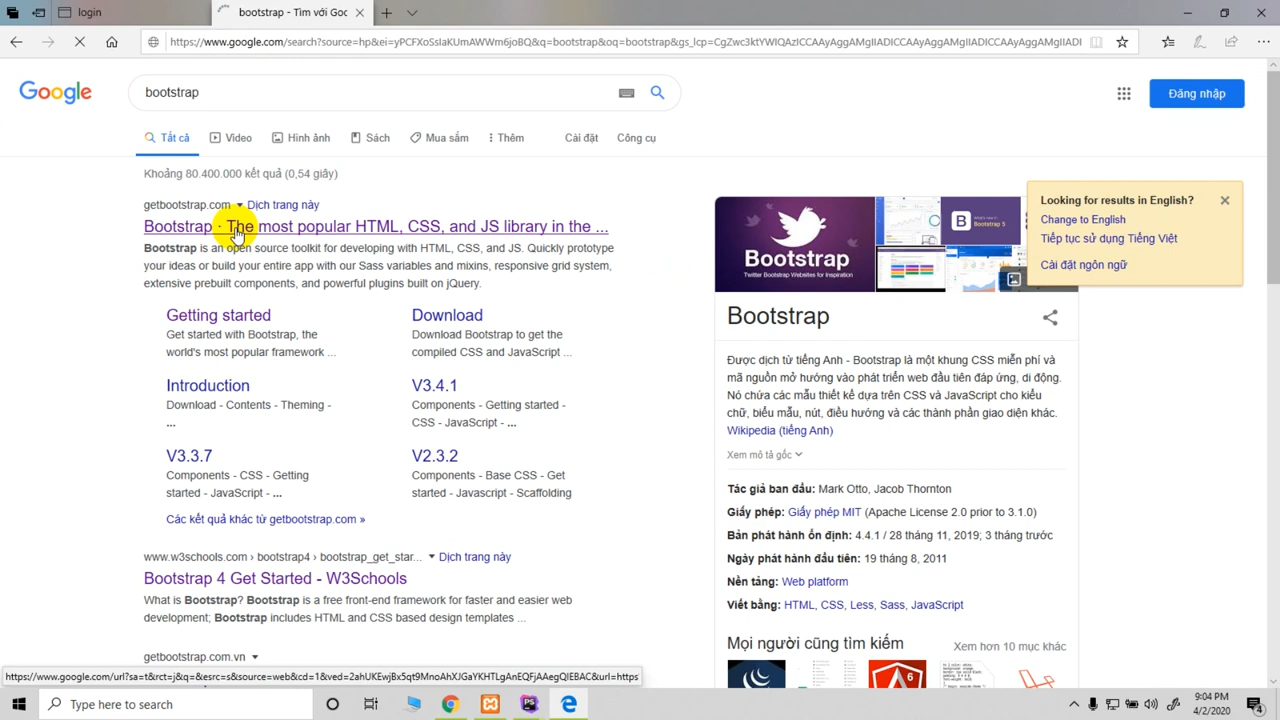 login
bootstrap - Tìm với Goo
https://www.google.com/search?source=hp&ei=yPCFXoSsIaKUmAWWm6joBQ&q=bootstrap&oq=bootstrap&gs_lcp=CgZwc3ktYWIQAzICCAAyAggAMgIIADICCAAyAggAMgIIADICCAAyAggAMgIIADI
Google
bootstrap
Đăng nhập
Tất cả
Video
Hình ảnh
Sách
Mua sắm
Thêm
Cài đặt
Công cụ
Khoảng 80.400.000 kết quả (0,54 giây)
getbootstrap.com Dịch trang này
Bootstrap · The most popular HTML, CSS, and JS library in the ...
Bootstrap is an open source toolkit for developing with HTML, CSS, and JS. Quickly prototype
your ideas or build your entire app with our Sass variables and mixins, responsive grid system,
extensive prebuilt components, and powerful plugins built on jQuery.
Getting started
Get started with Bootstrap, the
world's most popular framework ...
Download
Download Bootstrap to get the
compiled CSS and JavaScript ...
Introduction
Download - Contents - Theming -
...
V3.4.1
Components - Getting started -
CSS - JavaScript - ...
V3.3.7
Components - CSS - Getting
started - JavaScript - ...
V2.3.2
Components - Base CSS - Get
started - Javascript - Scaffolding
Các kết quả khác từ getbootstrap.com »
www.w3schools.com › bootstrap4 › bootstrap_get_star... Dịch trang này
Bootstrap 4 Get Started - W3Schools
What is Bootstrap? Bootstrap is a free front-end framework for faster and easier web
development; Bootstrap includes HTML and CSS based design templates ...
getbootstrap.com.vn
Looking for results in English?
Change to English
Tiếp tục sử dụng Tiếng Việt
Cài đặt ngôn ngữ
Bootstrap
Twitter Bootstrap Websites for Inspiration
B
Bootstrap
Được dịch từ tiếng Anh - Bootstrap là một khung CSS miễn phí và
mã nguồn mở hướng vào phát triển web đầu tiên đáp ứng, di động.
Nó chứa các mẫu thiết kế dựa trên CSS và JavaScript cho kiểu
chữ, biểu mẫu, nút, điều hướng và các thành phần giao diện khác.
Wikipedia (tiếng Anh)
Xem mô tả gốc
Tác giả ban đầu: Mark Otto, Jacob Thornton
Giấy phép: Giấy phép MIT (Apache License 2.0 prior to 3.1.0)
Bản phát hành ổn định: 4.4.1 / 28 tháng 11, 2019; 3 tháng trước
Ngày phát hành đầu tiên: 19 tháng 8, 2011
Nền tảng: Web platform
Viết bằng: HTML, CSS, Less, Sass, JavaScript
Mọi người cũng tìm kiếm
Xem hơn 10 mục khác
6
Type here to search
9:04 PM
4/2/2020
4